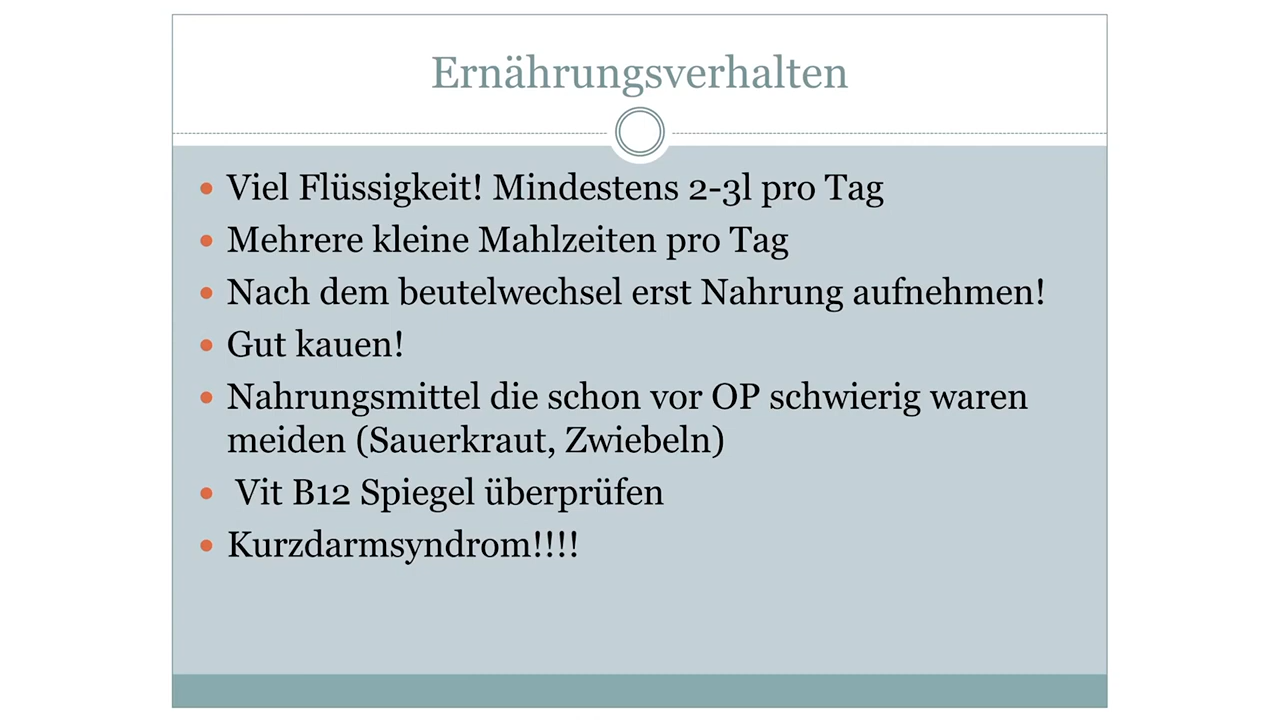 Ernährungsverhalten
• Viel Flüssigkeit! Mindestens 2-3l pro Tag
• Mehrere kleine Mahlzeiten pro Tag
• Nach dem beutelwechsel erst Nahrung aufnehmen!
• Gut kauen!
• Nahrungsmittel die schon vor OP schwierig waren
meiden (Sauerkraut, Zwiebeln)
• Vit B12 Spiegel überprüfen
• Kurzdarmsyndrom!!!!